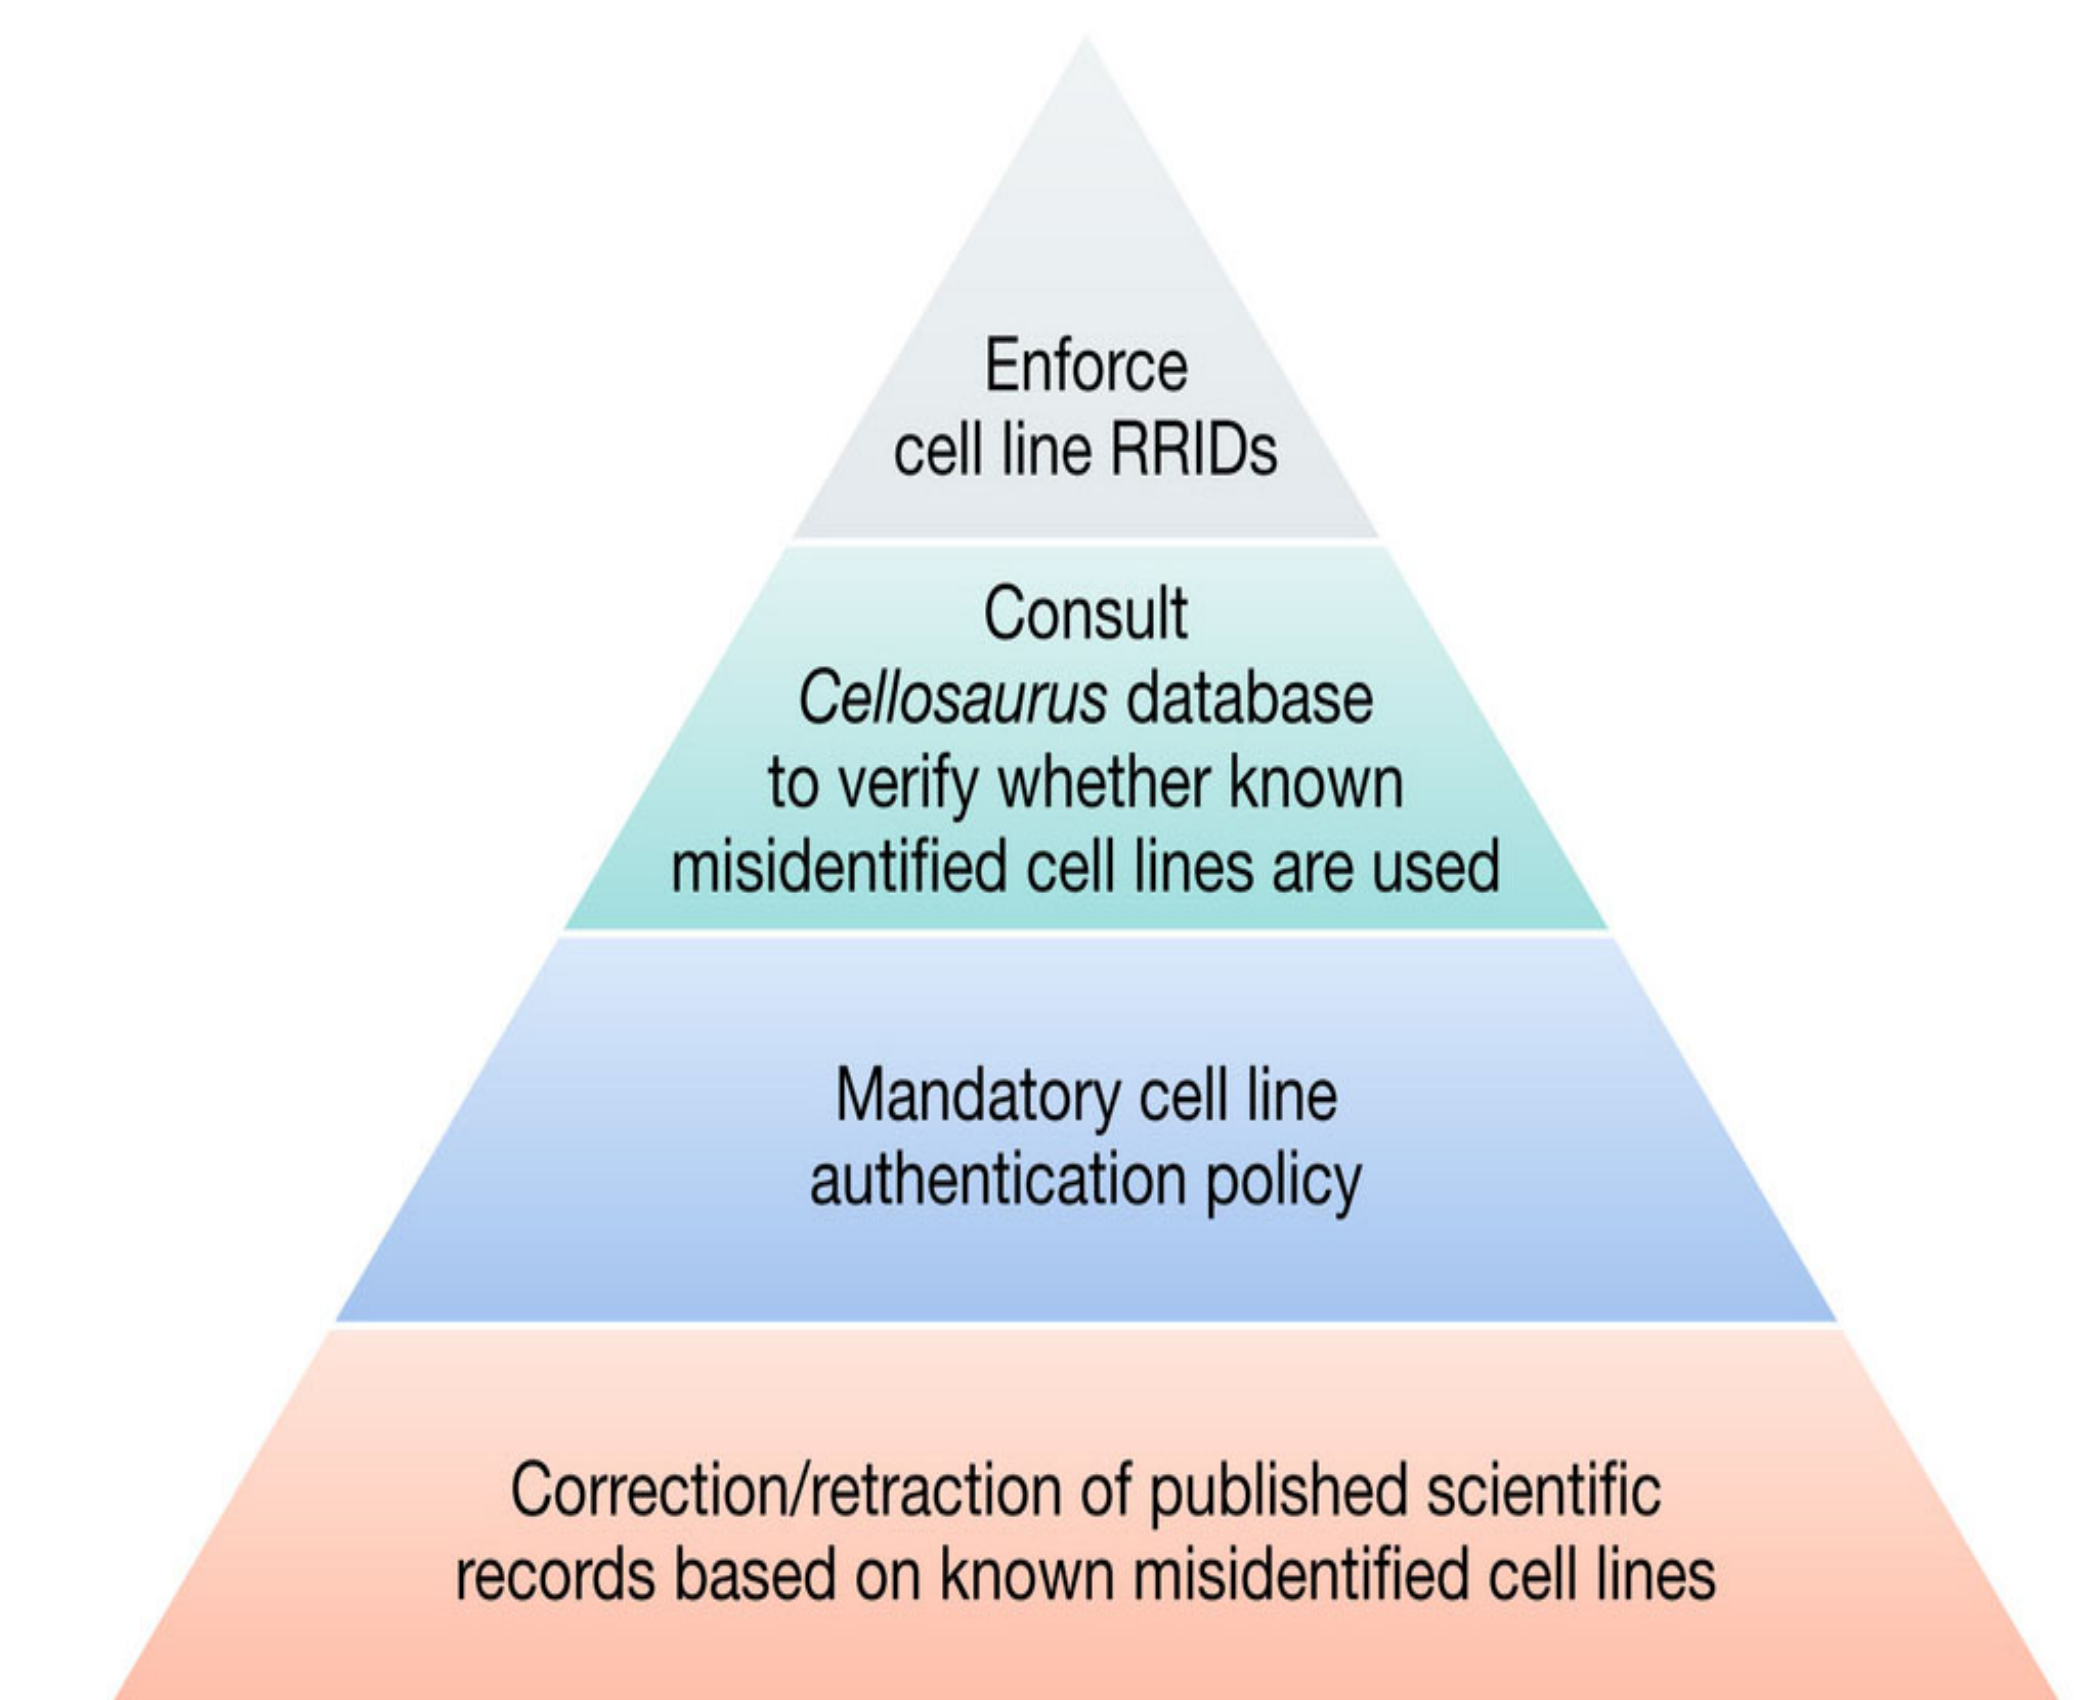 Enforce
cell line RRIDs
Consult
Cellosaurus database
to verify whether known
misidentified cell lines are used
Mandatory cell line
authentication policy
Correction/retraction of published scientific
records based on known misidentified cell lines